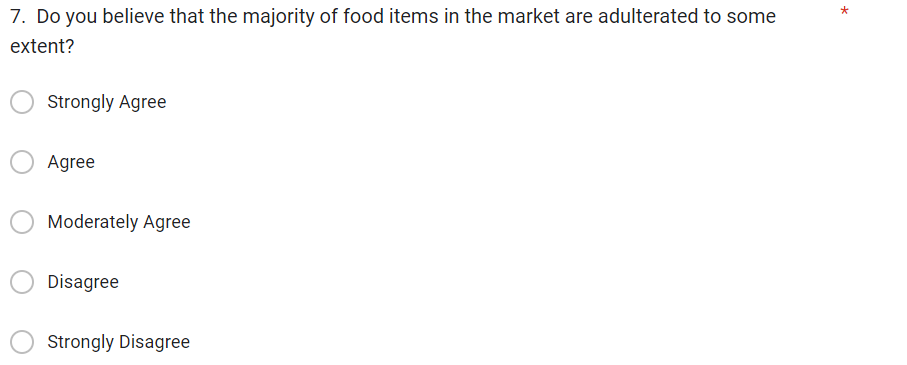 7. Do you believe that the majority of food items in the market are adulterated to some *
extent?
Strongly Agree
Agree
Moderately Agree
Disagree
Strongly Disagree